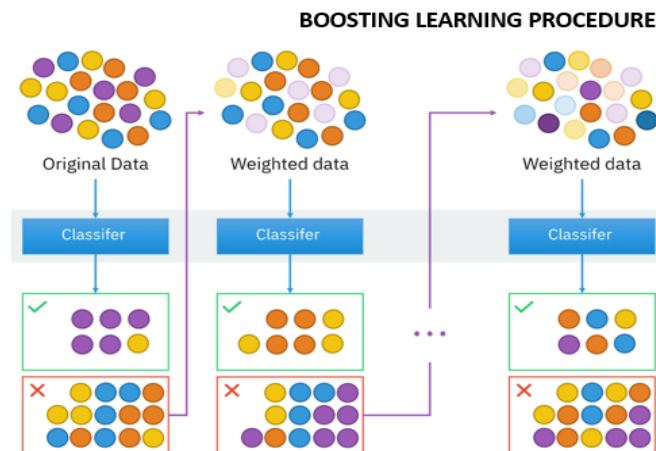 BOOSTING LEARNING PROCEDURE
Original Data
Weighted data
Weighted data
Classifer
Classifer
Classifer